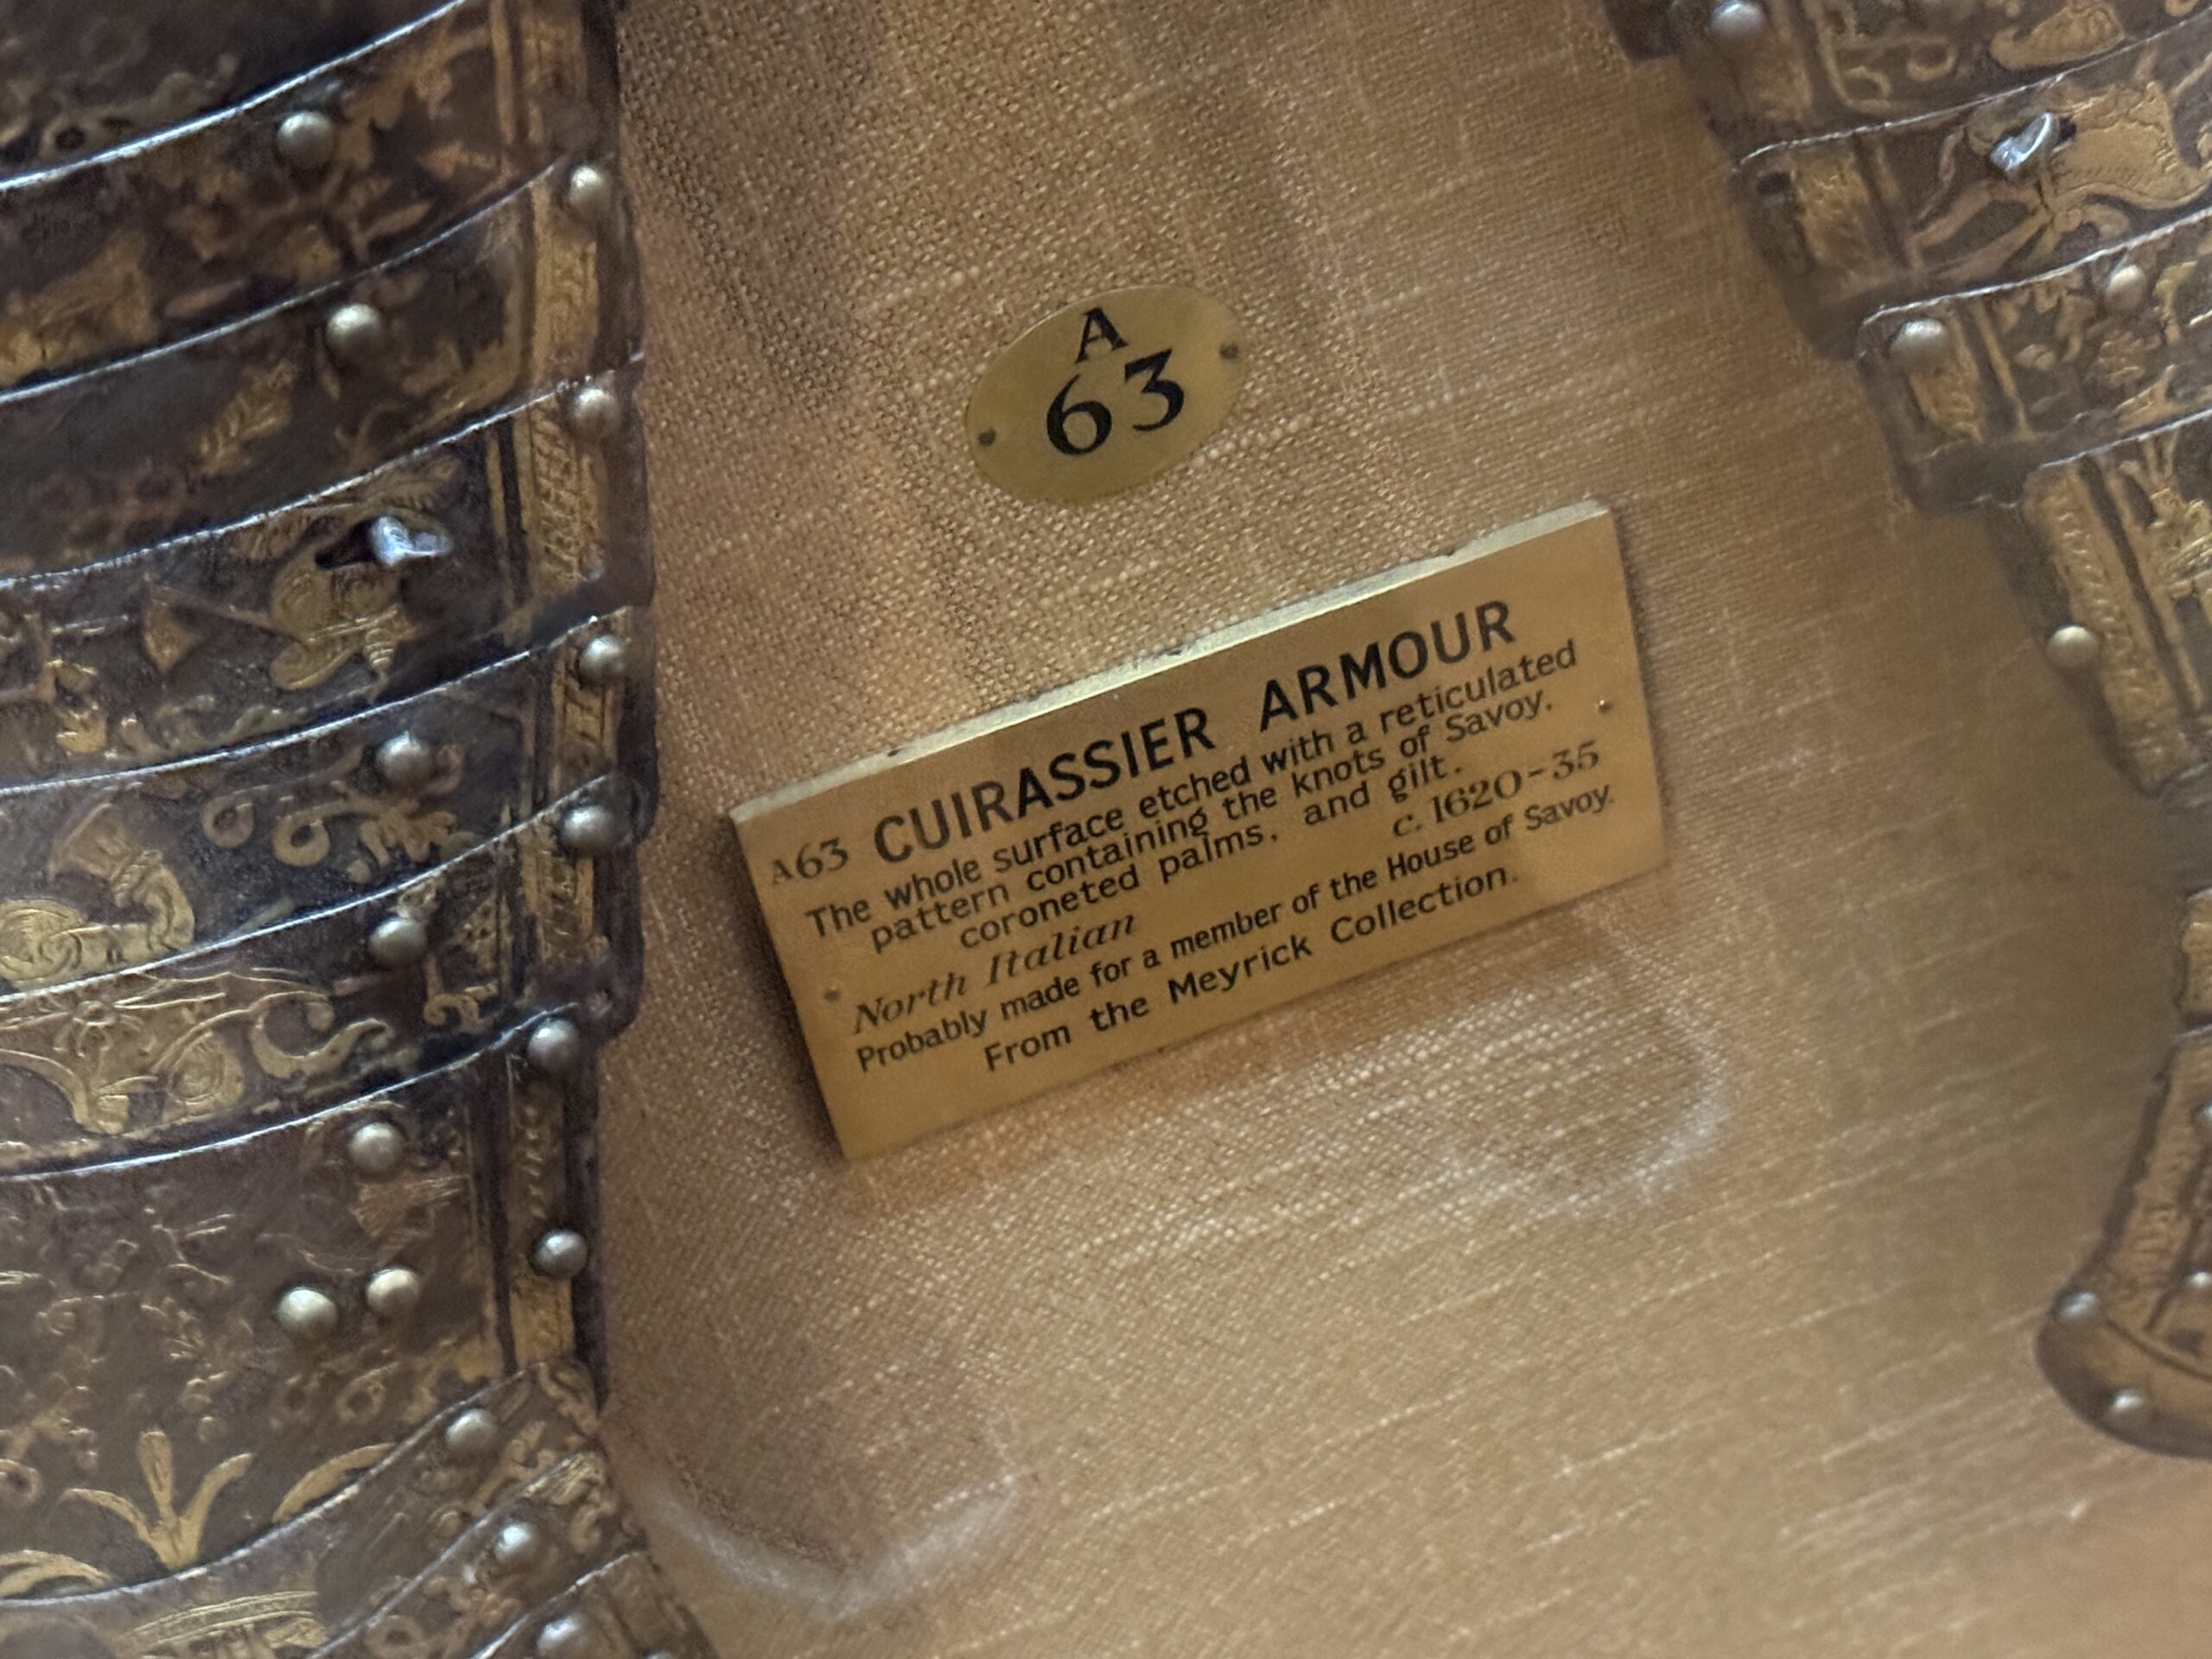 A
63
A63 CUIRASSIER ARMOUR
The whole surface etched with a reticulated
pattern containing the knots of Savoy.
coroneted palms, and gilt.
North Italian c. 1620-35
Probably made for a member of the House of Savoy.
From the Meyrick Collection.